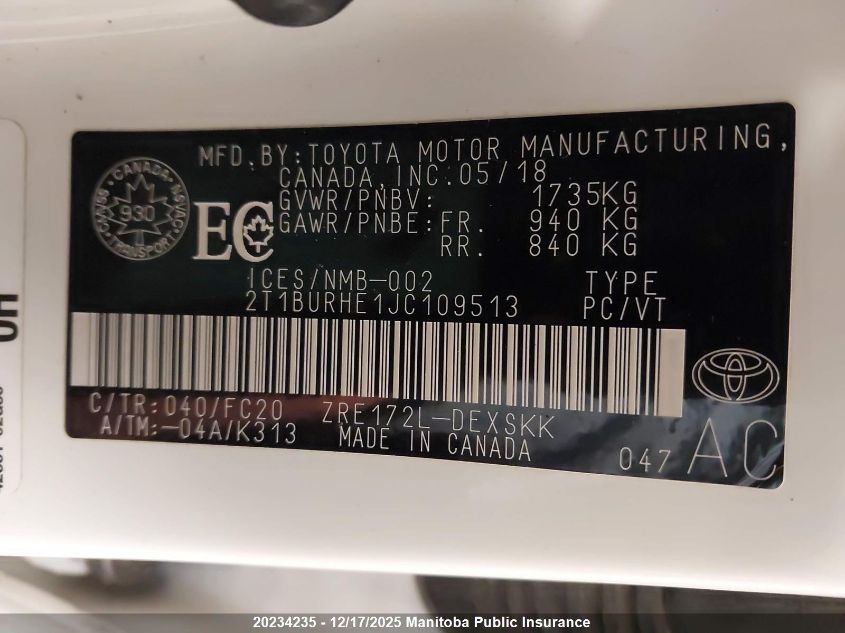 MFD.BY:TOYOTA MOTOR MANUFACTURING,
CANADA,INC.05/18
GVWR/PNBV: 1735KG
GAWR/PNBE:FR. 940 KG
RR. 840 KG
CANADA
930
TRANSPORT
EC
ICES/NMB-002 TYPE
2T1BURHE1JC109513 PC/VT
C/TR:040/FC20 ZRE172L-DEXSKK
A/TM:-04A/K313 MADE IN CANADA
047 AC
20234235 - 12/17/2025 Manitoba Public Insurance